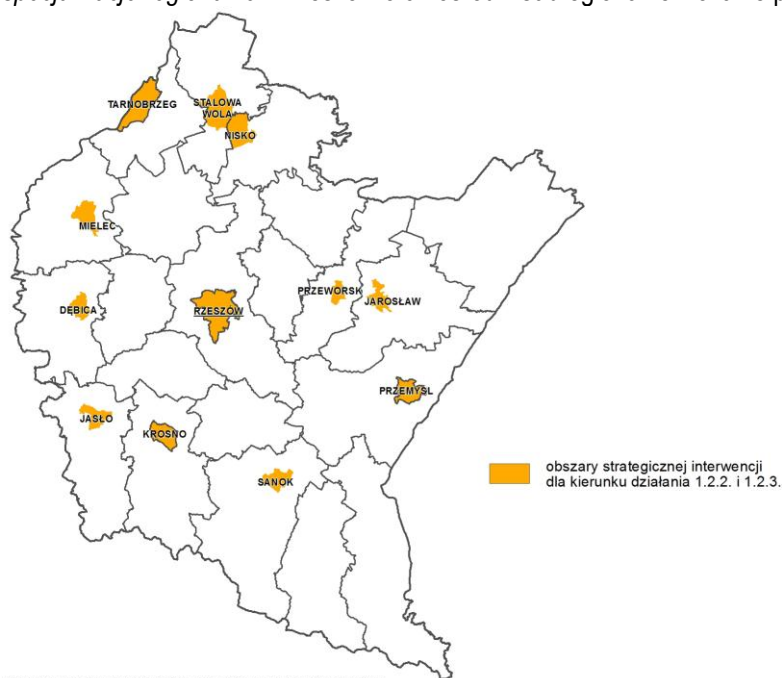 TARNOBRZEG
STALOWA
WOLA
NISKO
MIELEC
PRZEWORSK
JAROSŁAW
DĘBICA
RZESZÓW
PRZEMYŚL
JASŁO
KROSNO
SANOK
obszary strategicznej interwencji
dla kierunku działania 1.2.2. i 1.2.3.